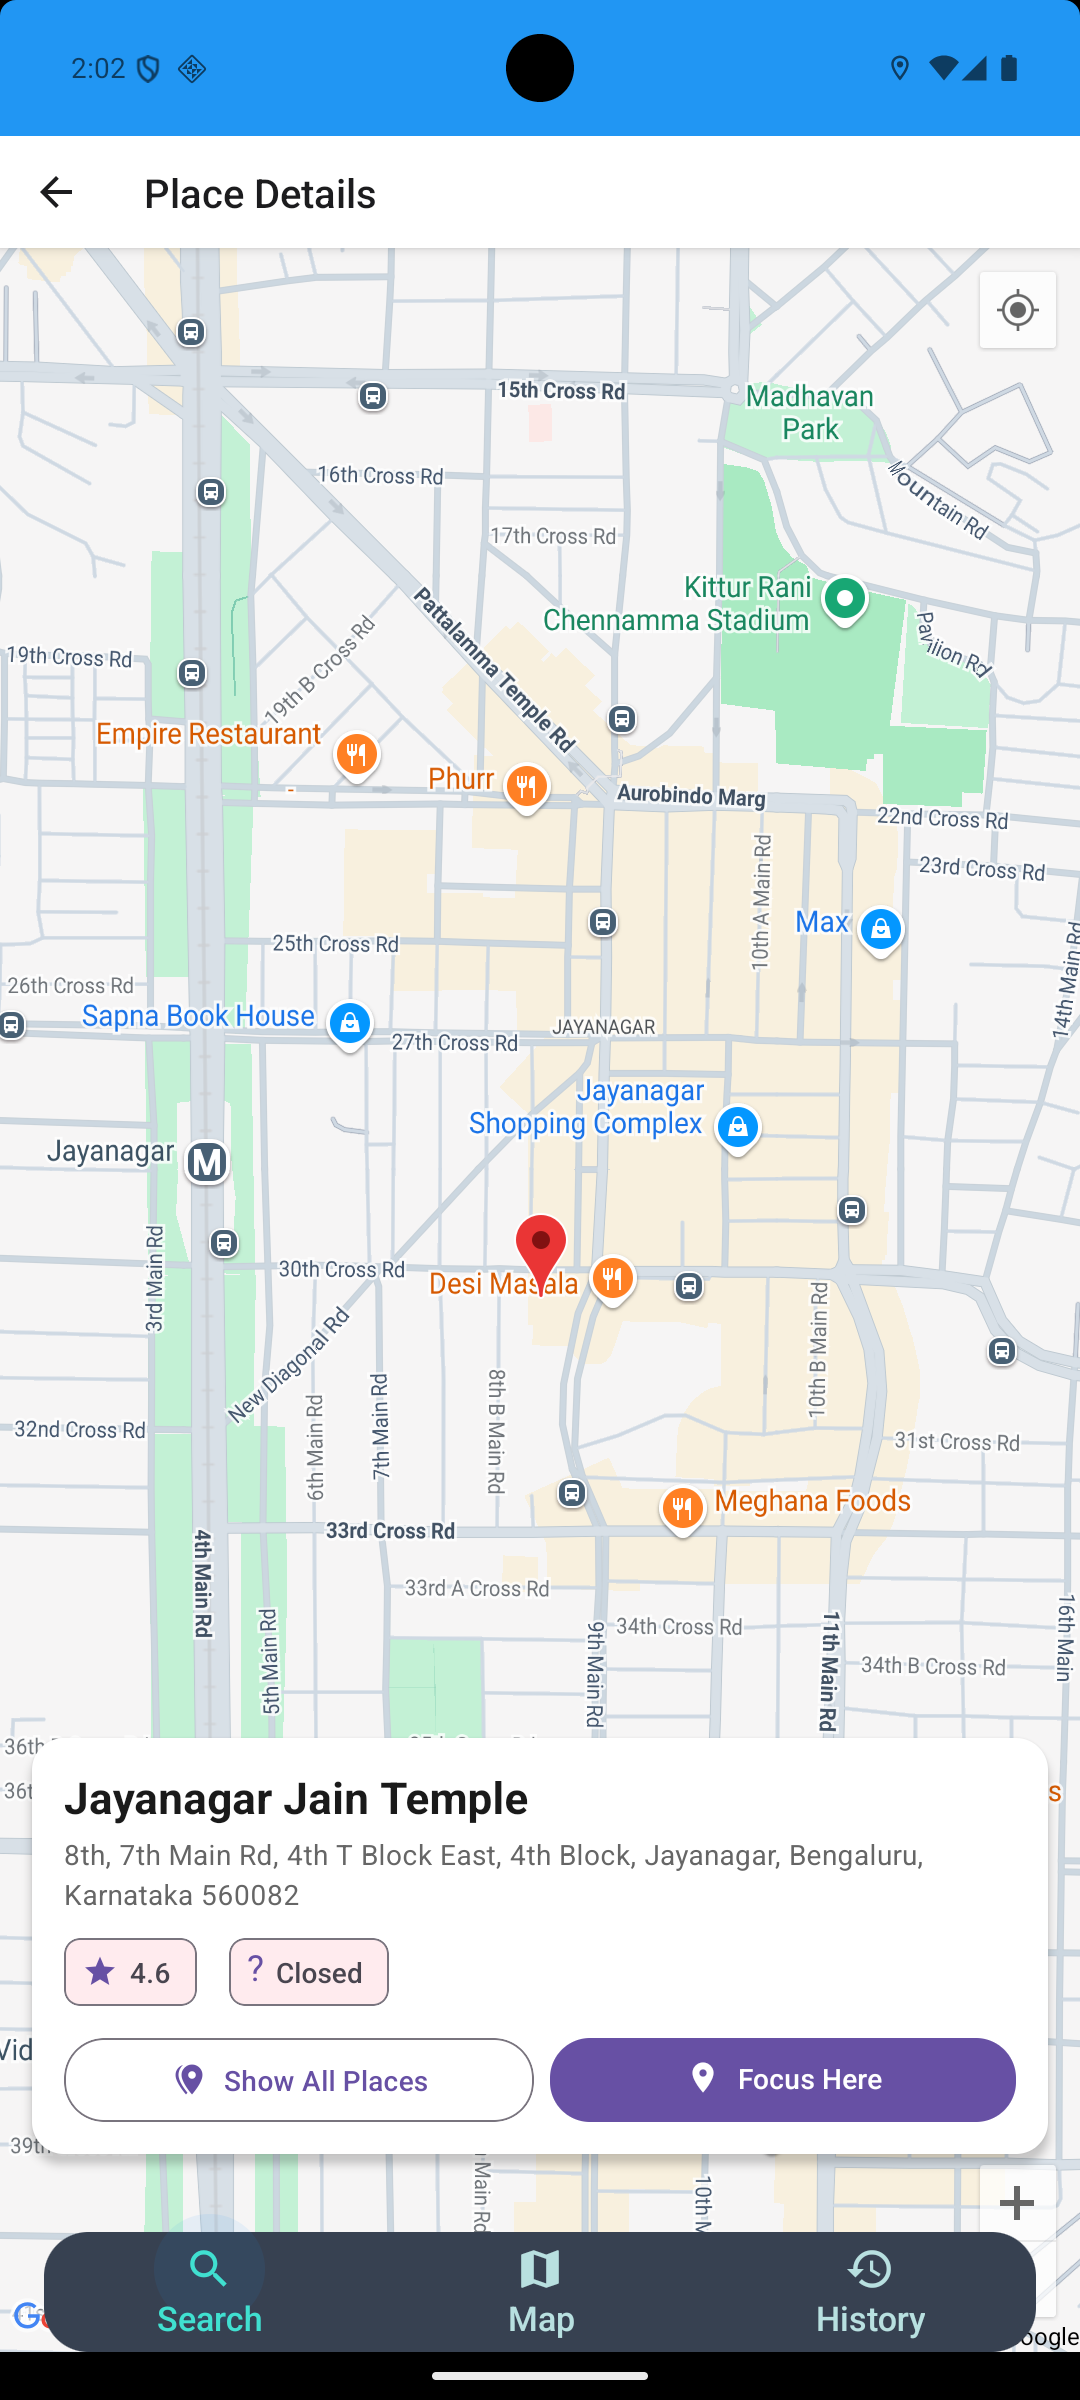 2:02
Place Details
15th Cross Rd
Madhavan
Park
16th Cross Rd
Mountain Rd
17th Cross Rd
Kittur Rani
Chennamma Stadium
Pattalamma Temple Rd
Pavilion Rd
19th Cross Rd
19th B Cross Rd
Empire Restaurant
Phurr
Aurobindo Marg
22nd Cross Rd
23rd Cross Rd
10th A Main Rd
Max
14th Main Rd
25th Cross Rd
26th Cross Rd
Sapna Book House
JAYANAGAR
27th Cross Rd
Jayanagar
Shopping Complex
Jayanagar
M
3rd Main Rd
30th Cross Rd
Desi Masala
10th B Main Rd
New Diagonal Rd
6th Main Rd
7th Main Rd
8th B Main Rd
32nd Cross Rd
31st Cross Rd
Meghana Foods
33rd Cross Rd
4th Main Rd
33rd A Cross Rd
5th Main Rd
9th Main Rd
34th Cross Rd
11th Main Rd
34th B Cross Rd
16th Main
36th
Jayanagar Jain Temple
8th, 7th Main Rd, 4th T Block East, 4th Block, Jayanagar, Bengaluru,
Karnataka 560082
4.6
? Closed
Show All Places
Focus Here
39th
Main Rd
10th M
+
Search
Map
History
oogle